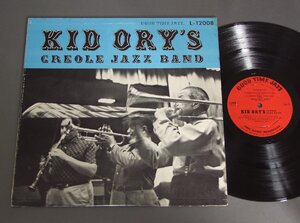 GOOD TIME JAZZ L-12008
KID ORY'S
CREOLE JAZZ BAND
GOOD TIME JAZZ
KID ORY'S